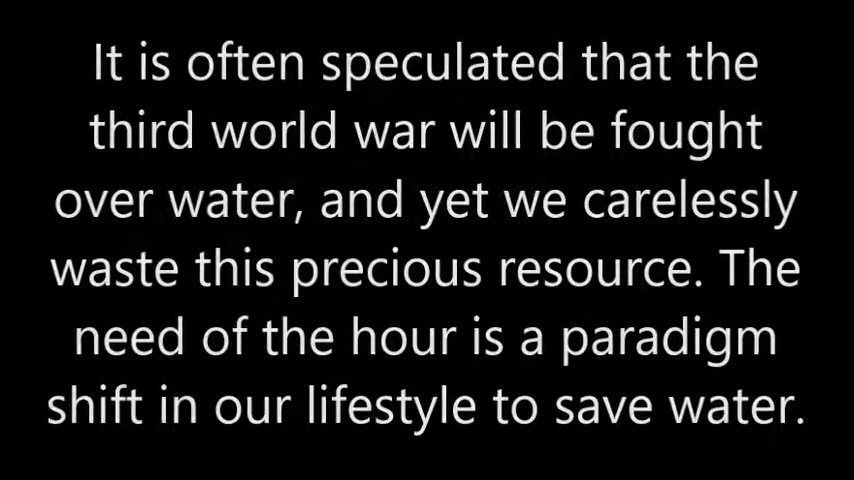 It is often speculated that the
third world war will be fought
over water, and yet we carelessly
waste this precious resource. The
need of the hour is a paradigm
shift in our lifestyle to save water.